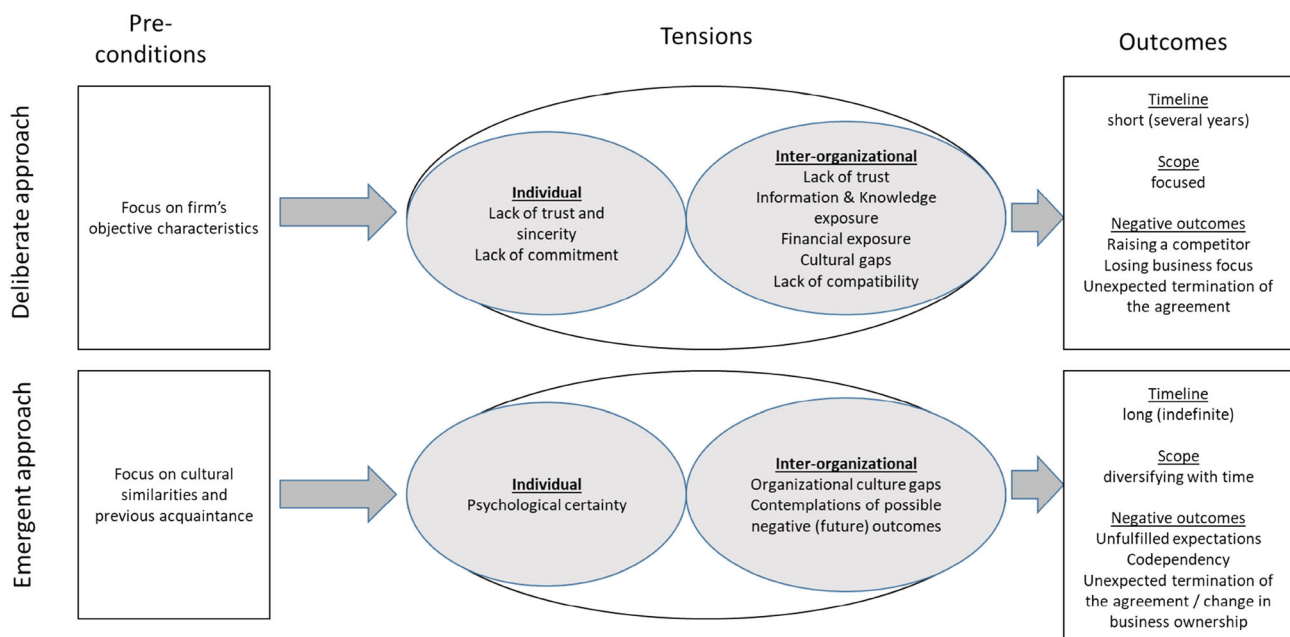 Pre-
conditions
Tensions
Outcomes
Deliberate approach
Focus on firm's
objective characteristics
Individual
Lack of trust and
sincerity
Lack of commitment
Inter-organizational
Lack of trust
Information & Knowledge
exposure
Financial exposure
Cultural gaps
Lack of compatibility
Timeline
short (several years)
Scope
focused
Negative outcomes
Raising a competitor
Losing business focus
Unexpected termination of
the agreement
Emergent approach
Focus on cultural
similarities and
previous acquaintance
Individual
Psychological certainty
Inter-organizational
Organizational culture gaps
Contemplations of possible
negative (future) outcomes
Timeline
long (indefinite)
Scope
diversifying with time
Negative outcomes
Unfulfilled expectations
Codependency
Unexpected termination of
the agreement / change in
business ownership